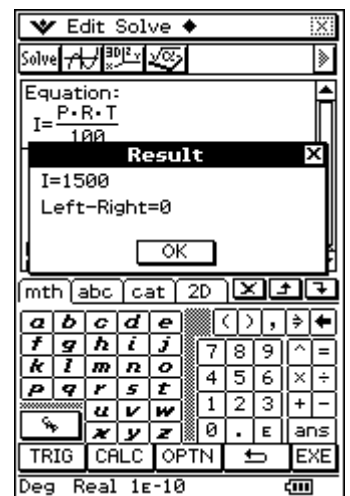 Edit Solve
Solve
Equation:
I=P·R·T
100
Result
I=1500
Left-Right=0
OK
mth abc cat 2D
a b c d e ( ) ,
f g h i j 7 8 9 ^ =
k l m n o 4 5 6 × ÷
p q r s t 1 2 3 + −
u v w 0 . E ans
x y z
TRIG CALC OPTN EXE
Deg Real 1E-10